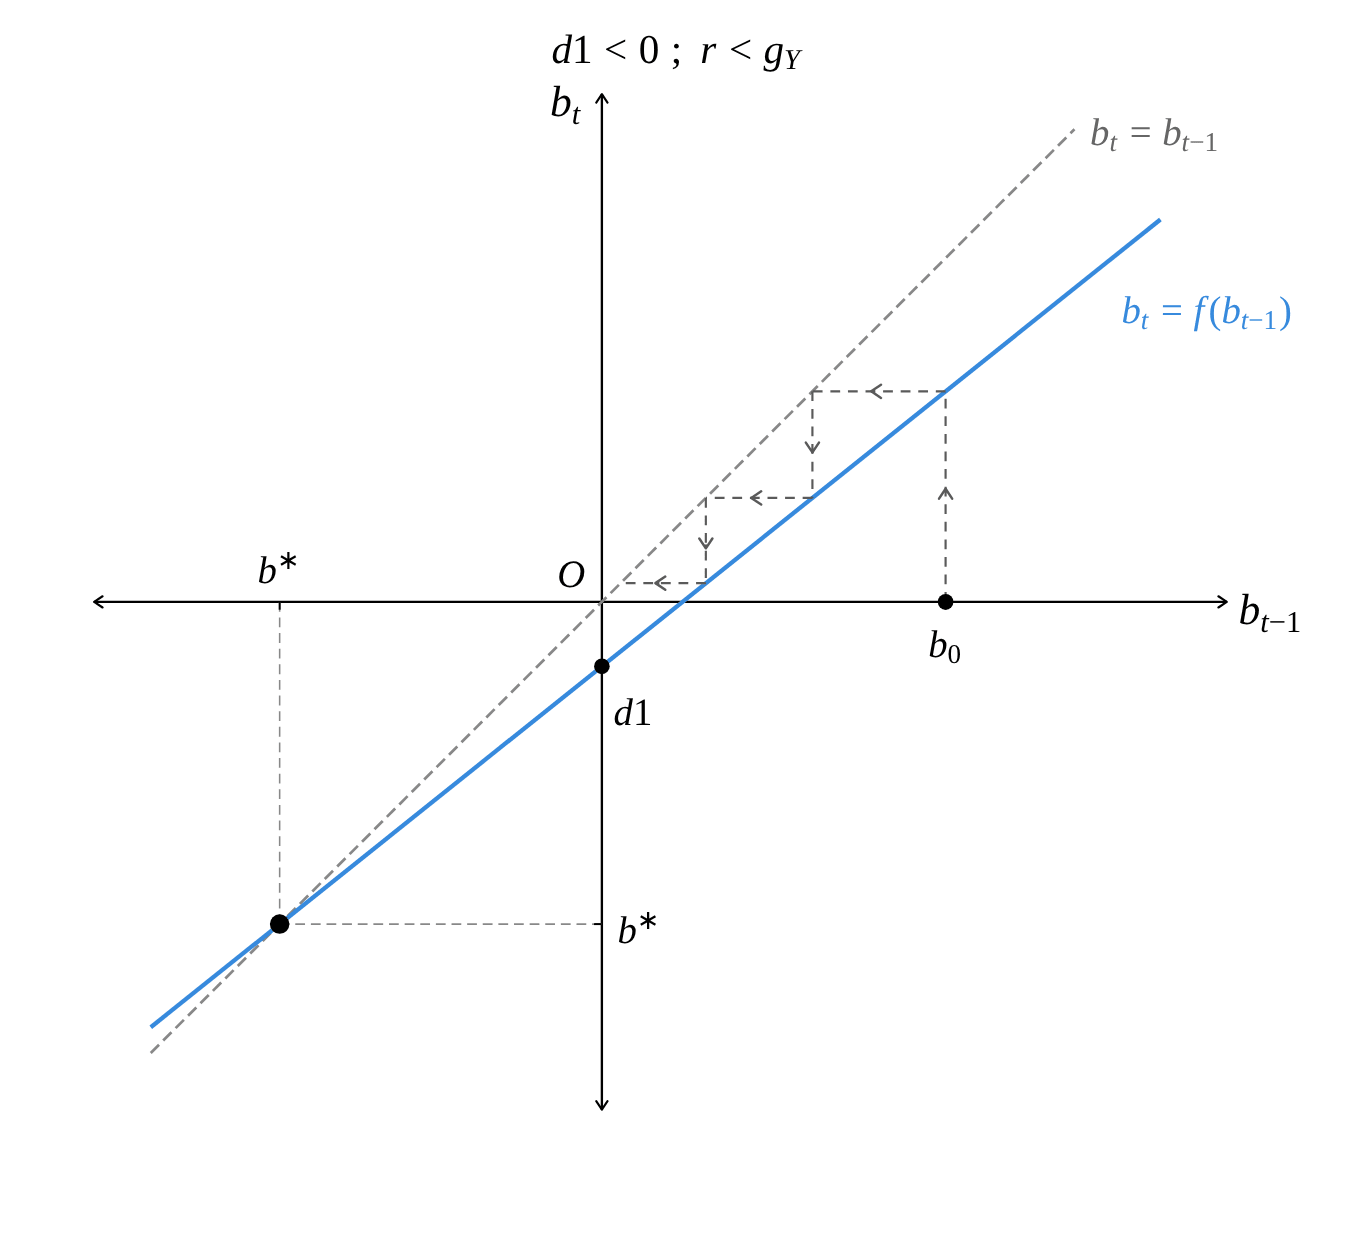 d1 < 0 ; r < g_Y
b_t
b_t = b_{t−1}
b_t = f(b_{t−1})
b*
O
b_{t−1}
b_0
d1
b*